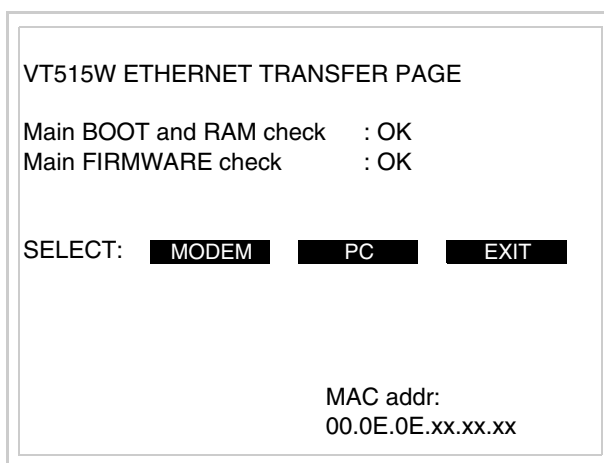 VT515W ETHERNET TRANSFER PAGE
Main BOOT and RAM check : OK
Main FIRMWARE check : OK
SELECT: MODEM PC EXIT
MAC addr:
00.0E.0E.xx.xx.xx